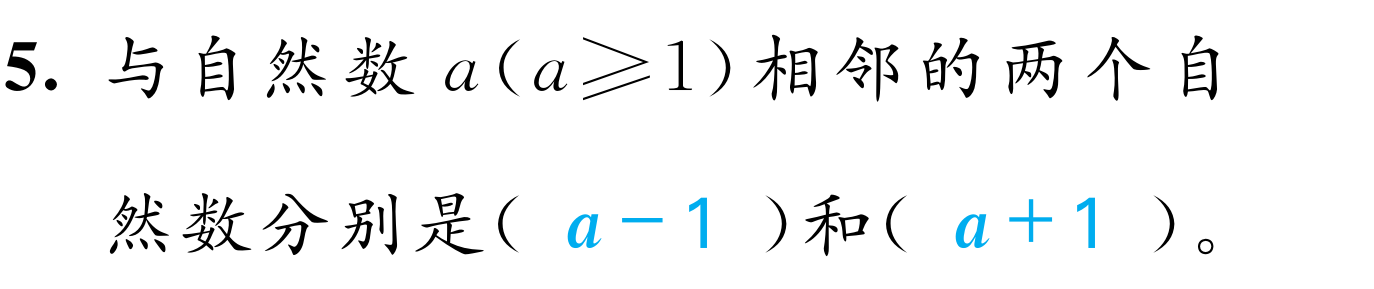 5. 与自然数 a(a⩾1)相邻的两个自
然数分别是( a－1 )和( a＋1 )。